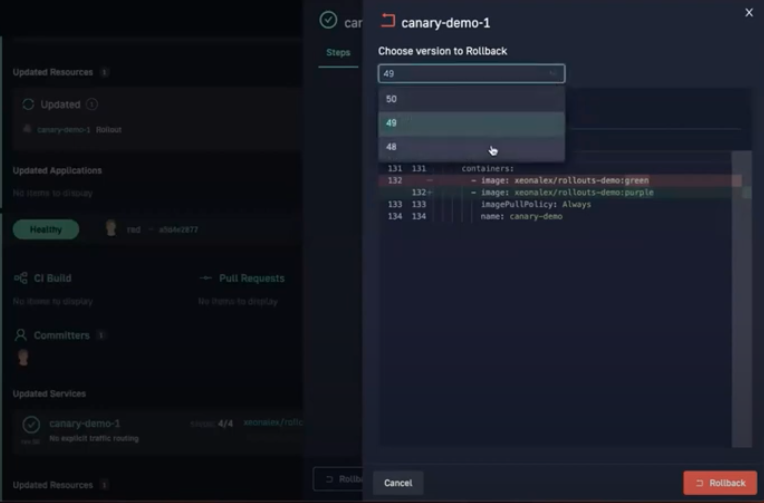 canary-demo-1
Choose version to Rollback
49
50
49
48
131 131 containers:
132 - - image: xeonalex/rollouts-demo:green
132+ - image: xeonalex/rollouts-demo:purple
133 133 imagePullPolicy: Always
134 134 name: canary-demo
Cancel
Rollback
Steps
Updated Resources 1
Updated
canary-demo-1 Rollout
Updated Applications
No items to display
Healthy
red
CI Build
Pull Requests
No items to display
No items to display
Committers 1
Updated Services
canary-demo-1
4/4
No explicit traffic routing
Updated Resources 1